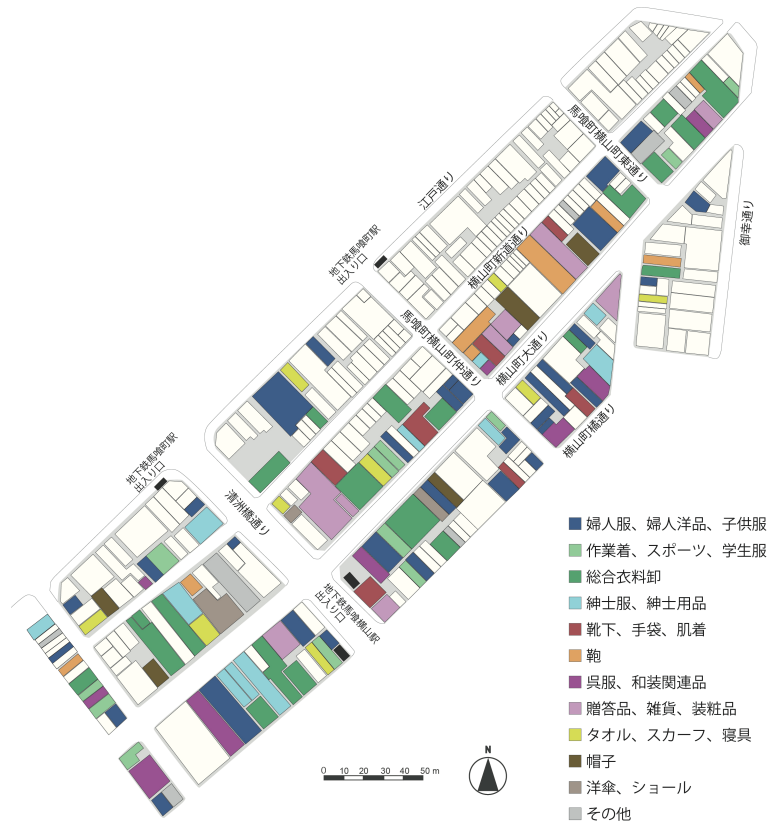 馬喰町横山町東通り
江戸通り
御幸通り
地下鉄馬喰町駅
出入り口
横山町新道通り
馬喰町横山町仲通り
横山町大通り
横山町橘通り
地下鉄馬喰町駅
出入り口
清洲橋通り
地下鉄馬喰横山駅
出入り口
婦人服、婦人洋品、子供服
作業着、スポーツ、学生服
総合衣料卸
紳士服、紳士用品
靴下、手袋、肌着
鞄
呉服、和装関連品
贈答品、雑貨、装粧品
タオル、スカーフ、寝具
帽子
洋傘、ショール
その他
0 10 20 30 40 50 m
N